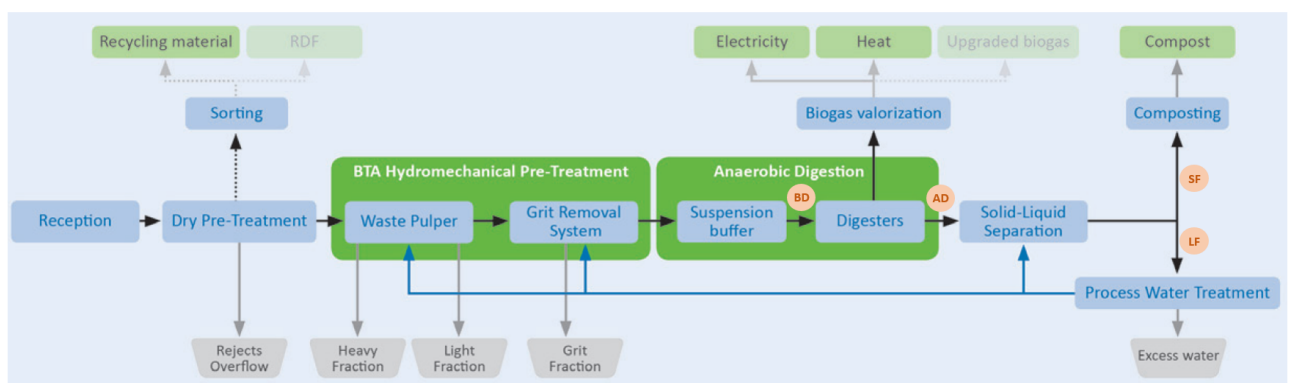 Recycling material
RDF
Electricity
Heat
Upgraded biogas
Compost
Sorting
Biogas valorization
Composting
BTA Hydromechanical Pre-Treatment
Anaerobic Digestion
SF
BD
AD
Reception
Dry Pre-Treatment
Waste Pulper
Grit Removal
System
Suspension
buffer
Digesters
Solid-Liquid
Separation
LF
Process Water Treatment
Rejects
Overflow
Heavy
Fraction
Light
Fraction
Grit
Fraction
Excess water